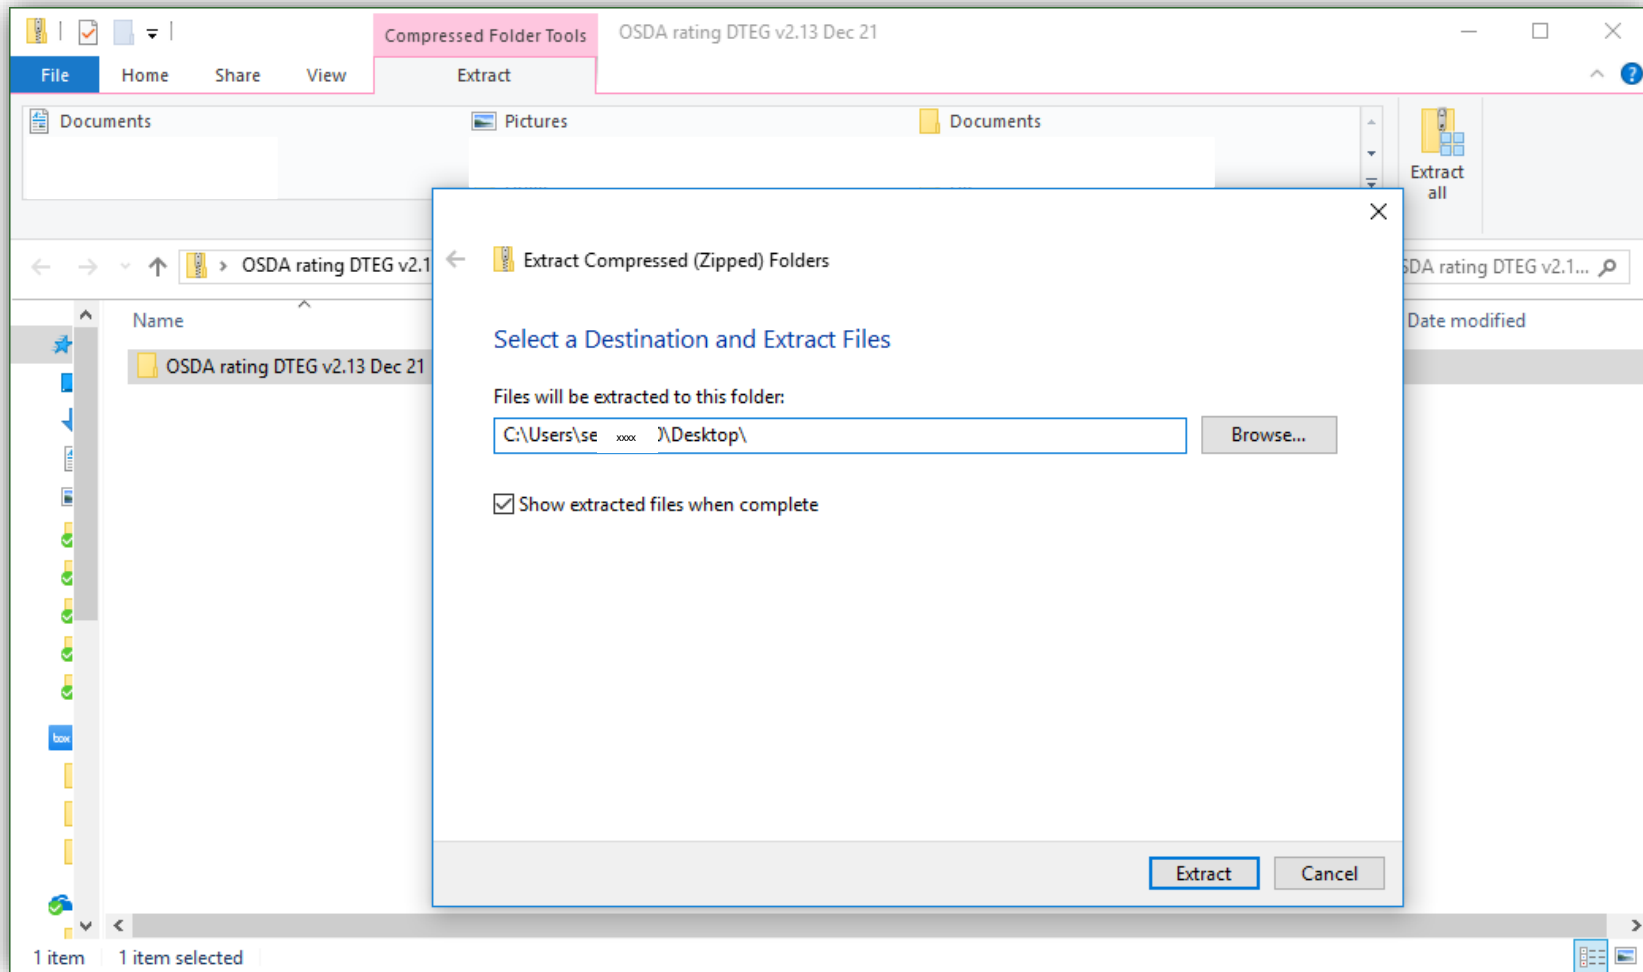 Compressed Folder Tools
OSDA rating DTEG v2.13 Dec 21
File
Home
Share
View
Extract
Documents
Pictures
Documents
Extract
all
OSDA rating DTEG v2.1
SDA rating DTEG v2.1...
Name
Date modified
OSDA rating DTEG v2.13 Dec 21
Extract Compressed (Zipped) Folders
Select a Destination and Extract Files
Files will be extracted to this folder:
C:\Users\se xxxx )\Desktop\
Browse...
Show extracted files when complete
box
Extract
Cancel
1 item
1 item selected